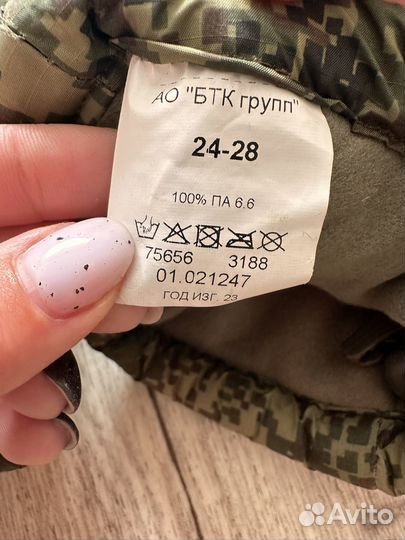 АО "БТК групп"
24-28
100% ПА 6.6
75656 3188
01.021247
ГОД ИЗГ. 23
Avito